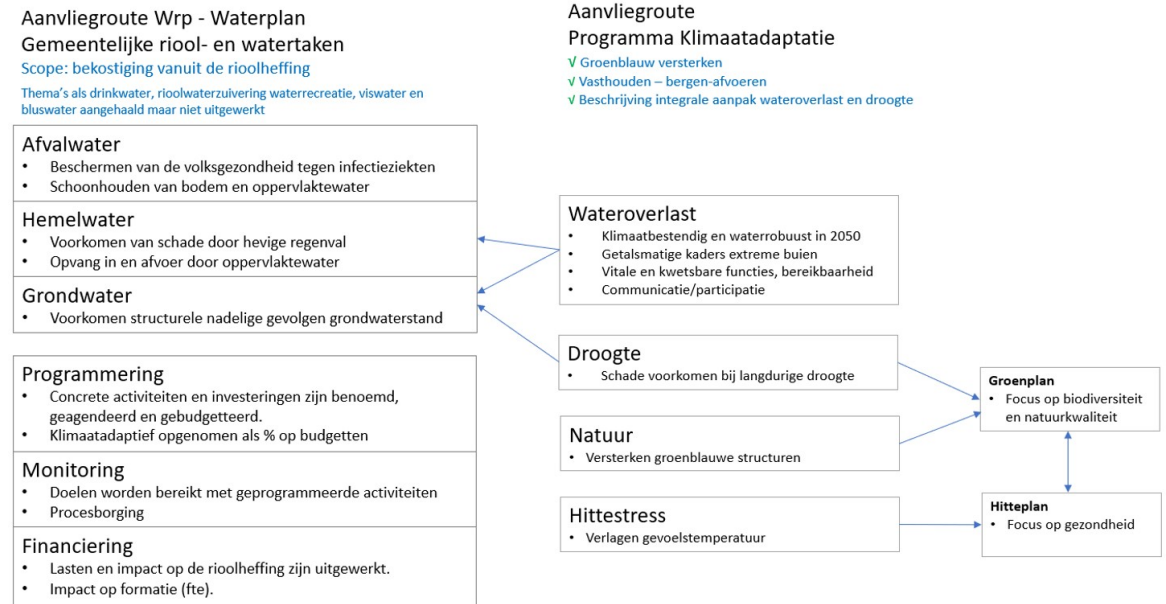 Aanvliegroute Wrp - Waterplan
Gemeentelijke riool- en watertaken
Scope: bekostiging vanuit de rioolheffing
Thema's als drinkwater, rioolwaterzuivering waterrecreatie, viswater en
bluswater aangehaald maar niet uitgewerkt
Afvalwater
• Beschermen van de volksgezondheid tegen infectieziekten
• Schoonhouden van bodem en oppervlaktewater
Hemelwater
• Voorkomen van schade door hevige regenval
• Opvang in en afvoer door oppervlaktewater
Grondwater
• Voorkomen structurele nadelige gevolgen grondwaterstand
Programmering
• Concrete activiteiten en investeringen zijn benoemd,
geagendeerd en gebudgetteerd.
• Klimaatadaptief opgenomen als % op budgetten
Monitoring
• Doelen worden bereikt met geprogrammeerde activiteiten
• Procesborging
Financiering
• Lasten en impact op de rioolheffing zijn uitgewerkt.
• Impact op formatie (fte).
Aanvliegroute
Programma Klimaatadaptatie
√ Groenblauw versterken
√ Vasthouden – bergen-afvoeren
√ Beschrijving integrale aanpak wateroverlast en droogte
Wateroverlast
• Klimaatbestendig en waterrobuust in 2050
• Getalsmatige kaders extreme buien
• Vitale en kwetsbare functies, bereikbaarheid
• Communicatie/participatie
Droogte
• Schade voorkomen bij langdurige droogte
Natuur
• Versterken groenblauwe structuren
Hittestress
• Verlagen gevoelstemperatuur
Groenplan
• Focus op biodiversiteit
en natuurkwaliteit
Hitteplan
• Focus op gezondheid